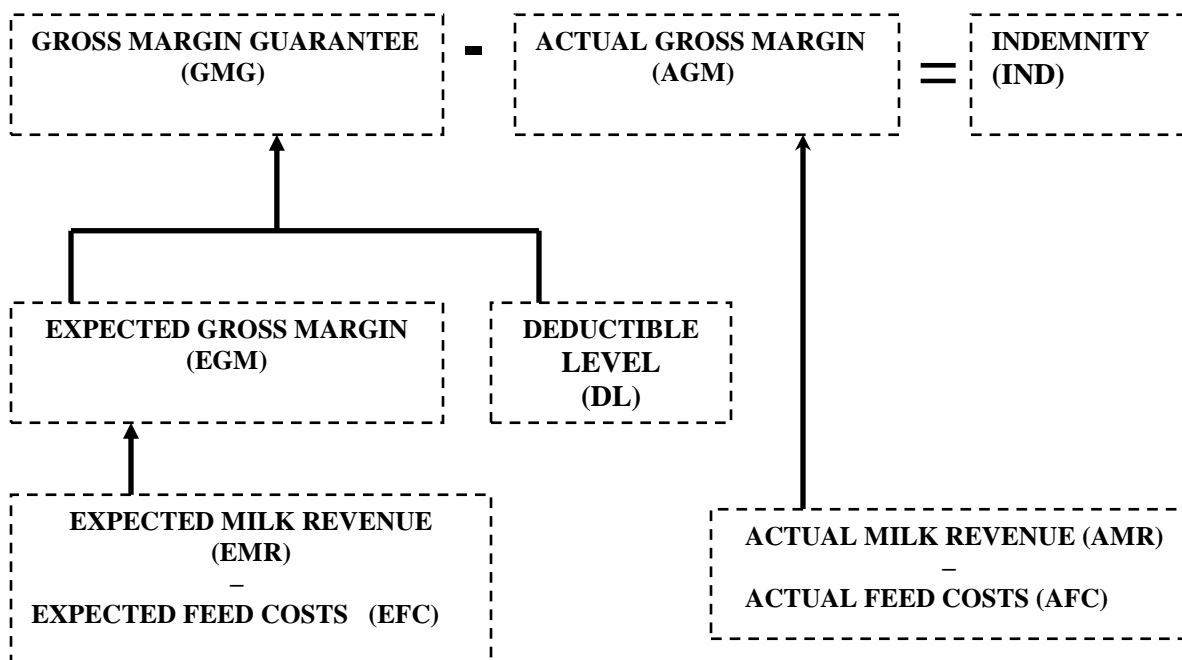 GROSS MARGIN GUARANTEE
(GMG)
-
ACTUAL GROSS MARGIN
(AGM)
=
INDEMNITY
(IND)
EXPECTED GROSS MARGIN
(EGM)
DEDUCTIBLE
LEVEL
(DL)
EXPECTED MILK REVENUE
(EMR)
–
EXPECTED FEED COSTS (EFC)
ACTUAL MILK REVENUE (AMR)
–
ACTUAL FEED COSTS (AFC)